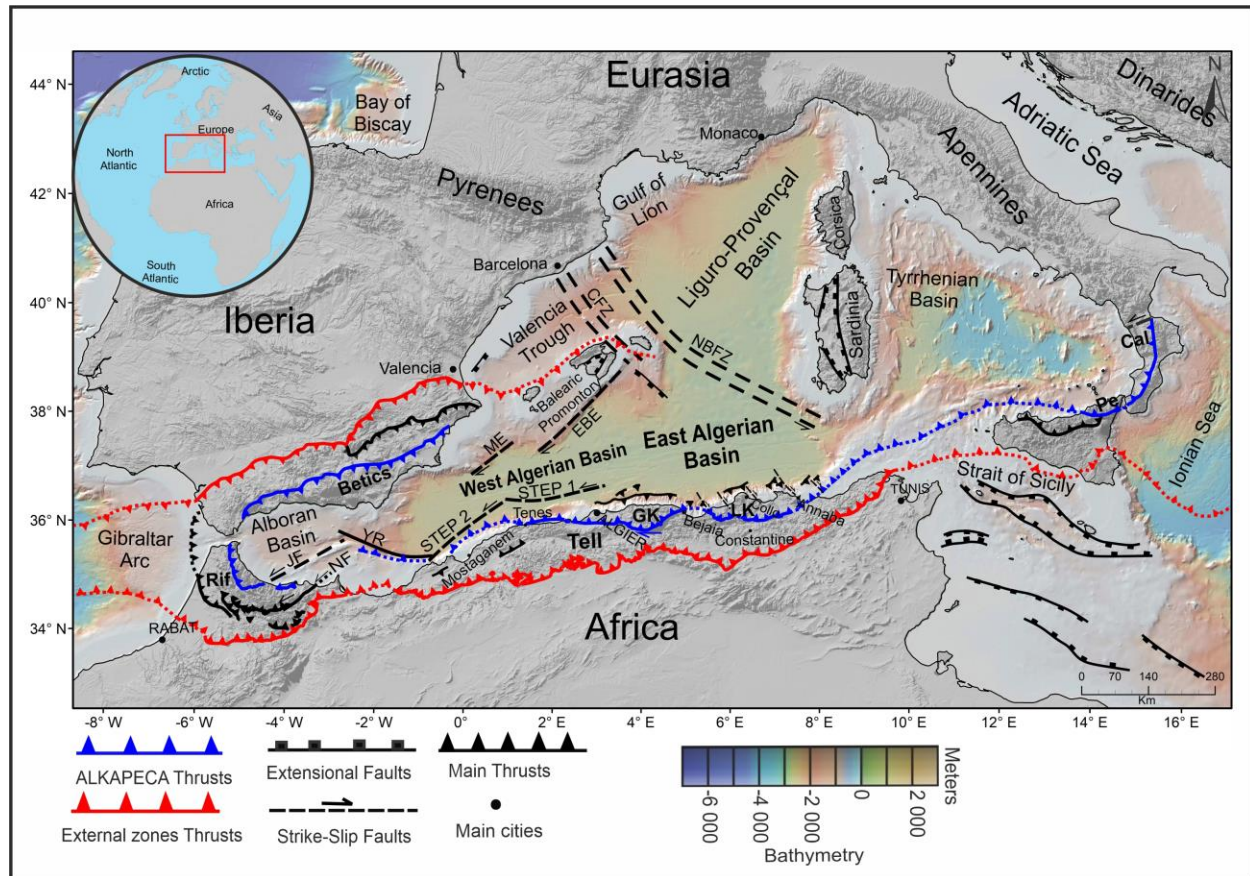 44° N
42° N
40° N
38° N
36° N
34° N
Arctic
Asia
Europe
North
Atlantic
Africa
South
Atlantic
Bay of
Biscay
Eurasia
Dinarides
N
Adriatic Sea
Monaco
Apennines
Pyrenees
Gulf of
Lion
Liguro-Provençal
Basin
Corsica
Barcelona
CFZ
Tyrrhenian
Basin
Iberia
Valencia
Trough
Sardinia
NBFZ
Cal
Valencia
Balearic
Promontory
Pe
EBE
ME
East Algerian
Basin
West Algerian Basin
Ionian Sea
Betics
STEP 1
Strait of Sicily
TUNIS
Tenes
STEP 2
Alboran
Basin
YR
GK
LK
Collo
Annaba
Gibraltar
Arc
ALGIER
Bejaia
Constantine
JF
NF
Tell
Mostaganem
Rif
RABAT
Africa
0 70 140 280
Km
-8° W -6° W -4° W -2° W 0° 2° E 4° E 6° E 8° E 10° E 12° E 14° E 16° E
ALKAPECA Thrusts
Extensional Faults
Main Thrusts
External zones Thrusts
Strike-Slip Faults
Main cities
Meters
-6 000
-4 000
-2 000
0
2 000
Bathymetry